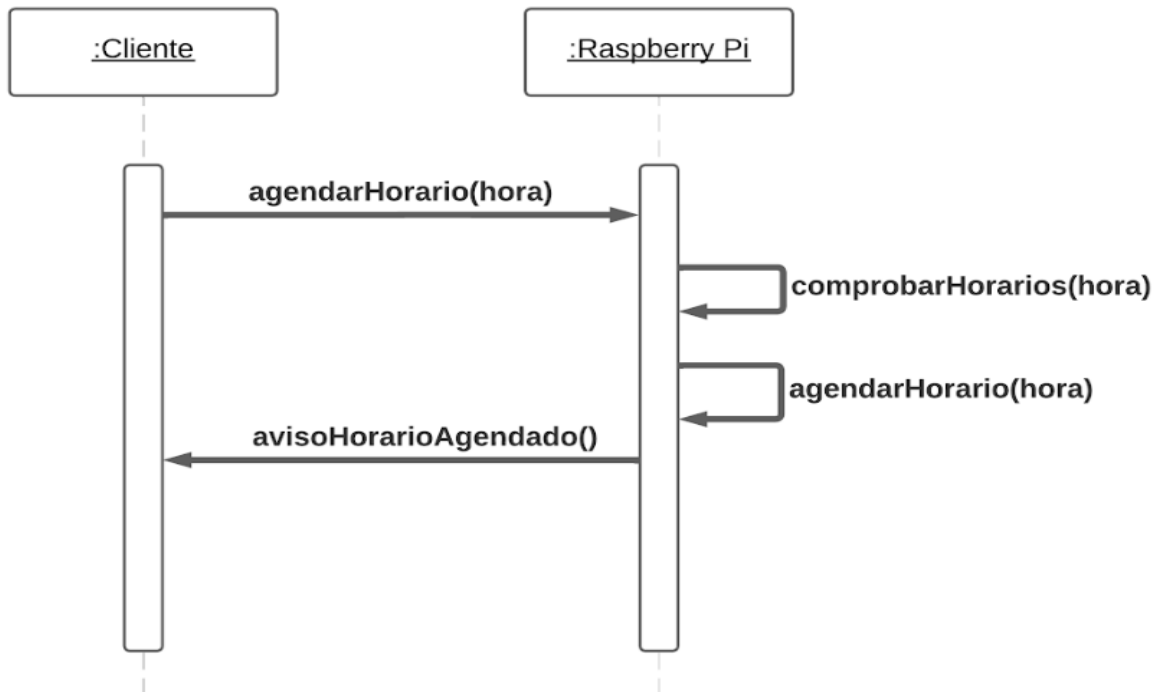 :Cliente
:Raspberry Pi
agendarHorario(hora)
comprobarHorarios(hora)
agendarHorario(hora)
avisoHorarioAgendado()